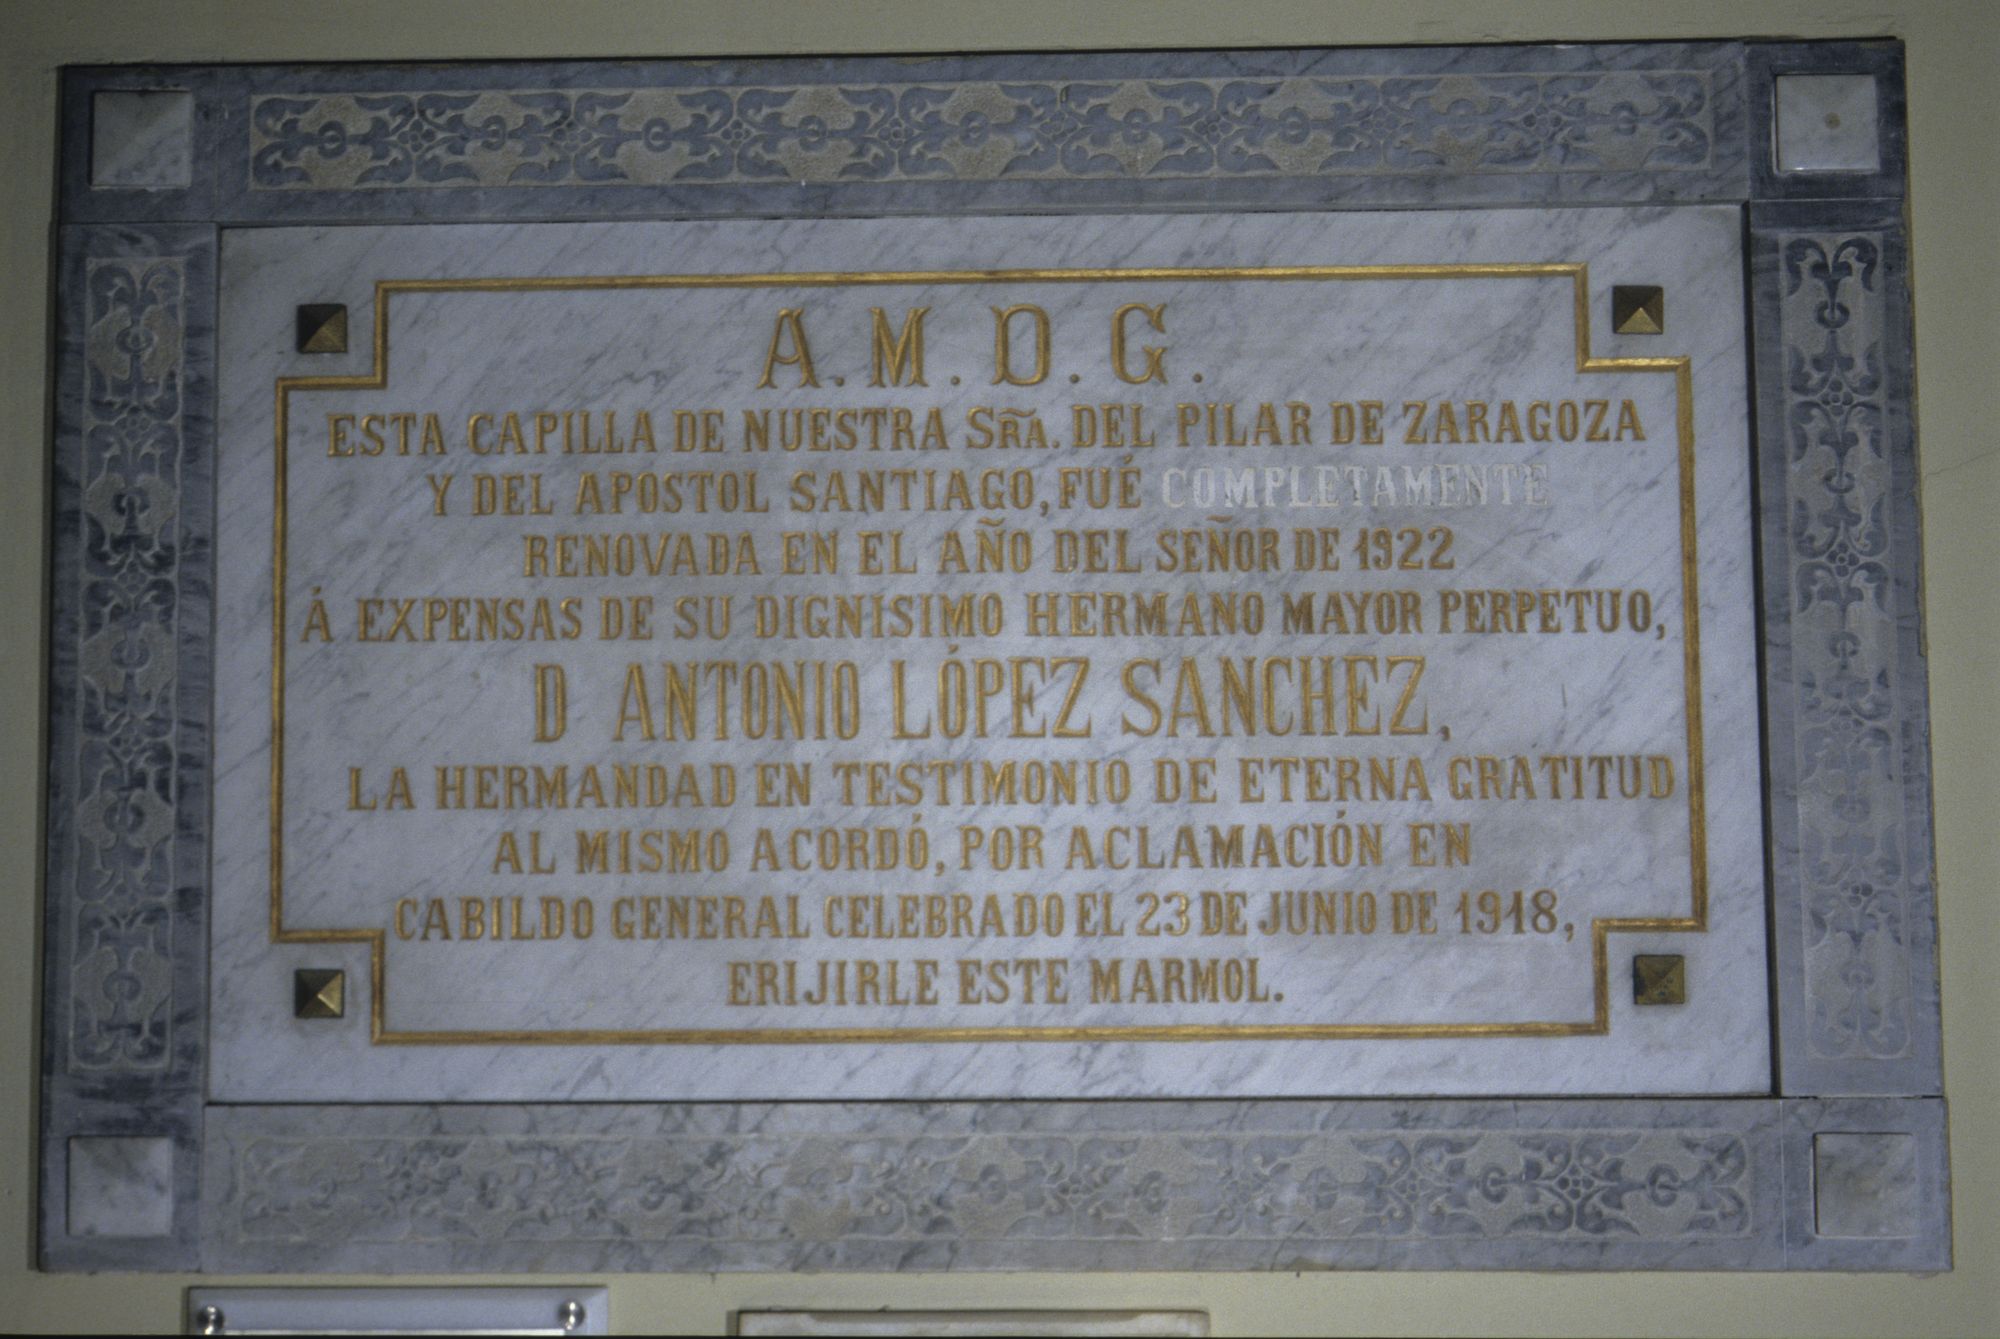 A. M. D. G.
ESTA CAPILLA DE NUESTRA SR̃A. DEL PILAR DE ZARAGOZA
Y DEL APOSTOL SANTIAGO, FUÉ COMPLETAMENTE
RENOVADA EN EL AÑO DEL SEÑOR DE 1922
Á EXPENSAS DE SU DIGNISIMO HERMANO MAYOR PERPETUO,
D ANTONIO LÓPEZ SANCHEZ,
LA HERMANDAD EN TESTIMONIO DE ETERNA GRATITUD
AL MISMO ACORDÓ, POR ACLAMACIÓN EN
CABILDO GENERAL CELEBRADO EL 23 DE JUNIO DE 1918,
ERIJIRLE ESTE MARMOL.